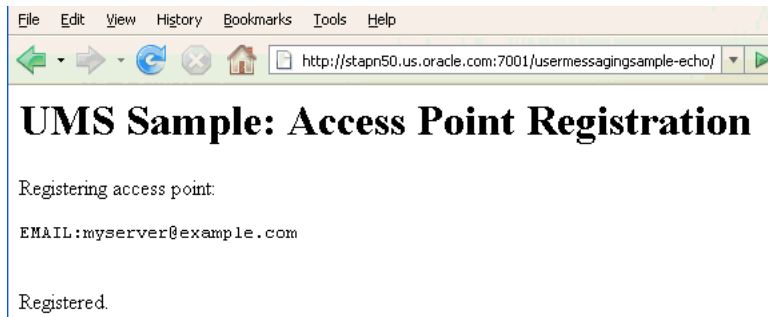 File Edit View History Bookmarks Tools Help
http://stapn50.us.oracle.com:7001/usermessagingsample-echo/
UMS Sample: Access Point Registration
Registering access point:
EMAIL:myserver@example.com
Registered.